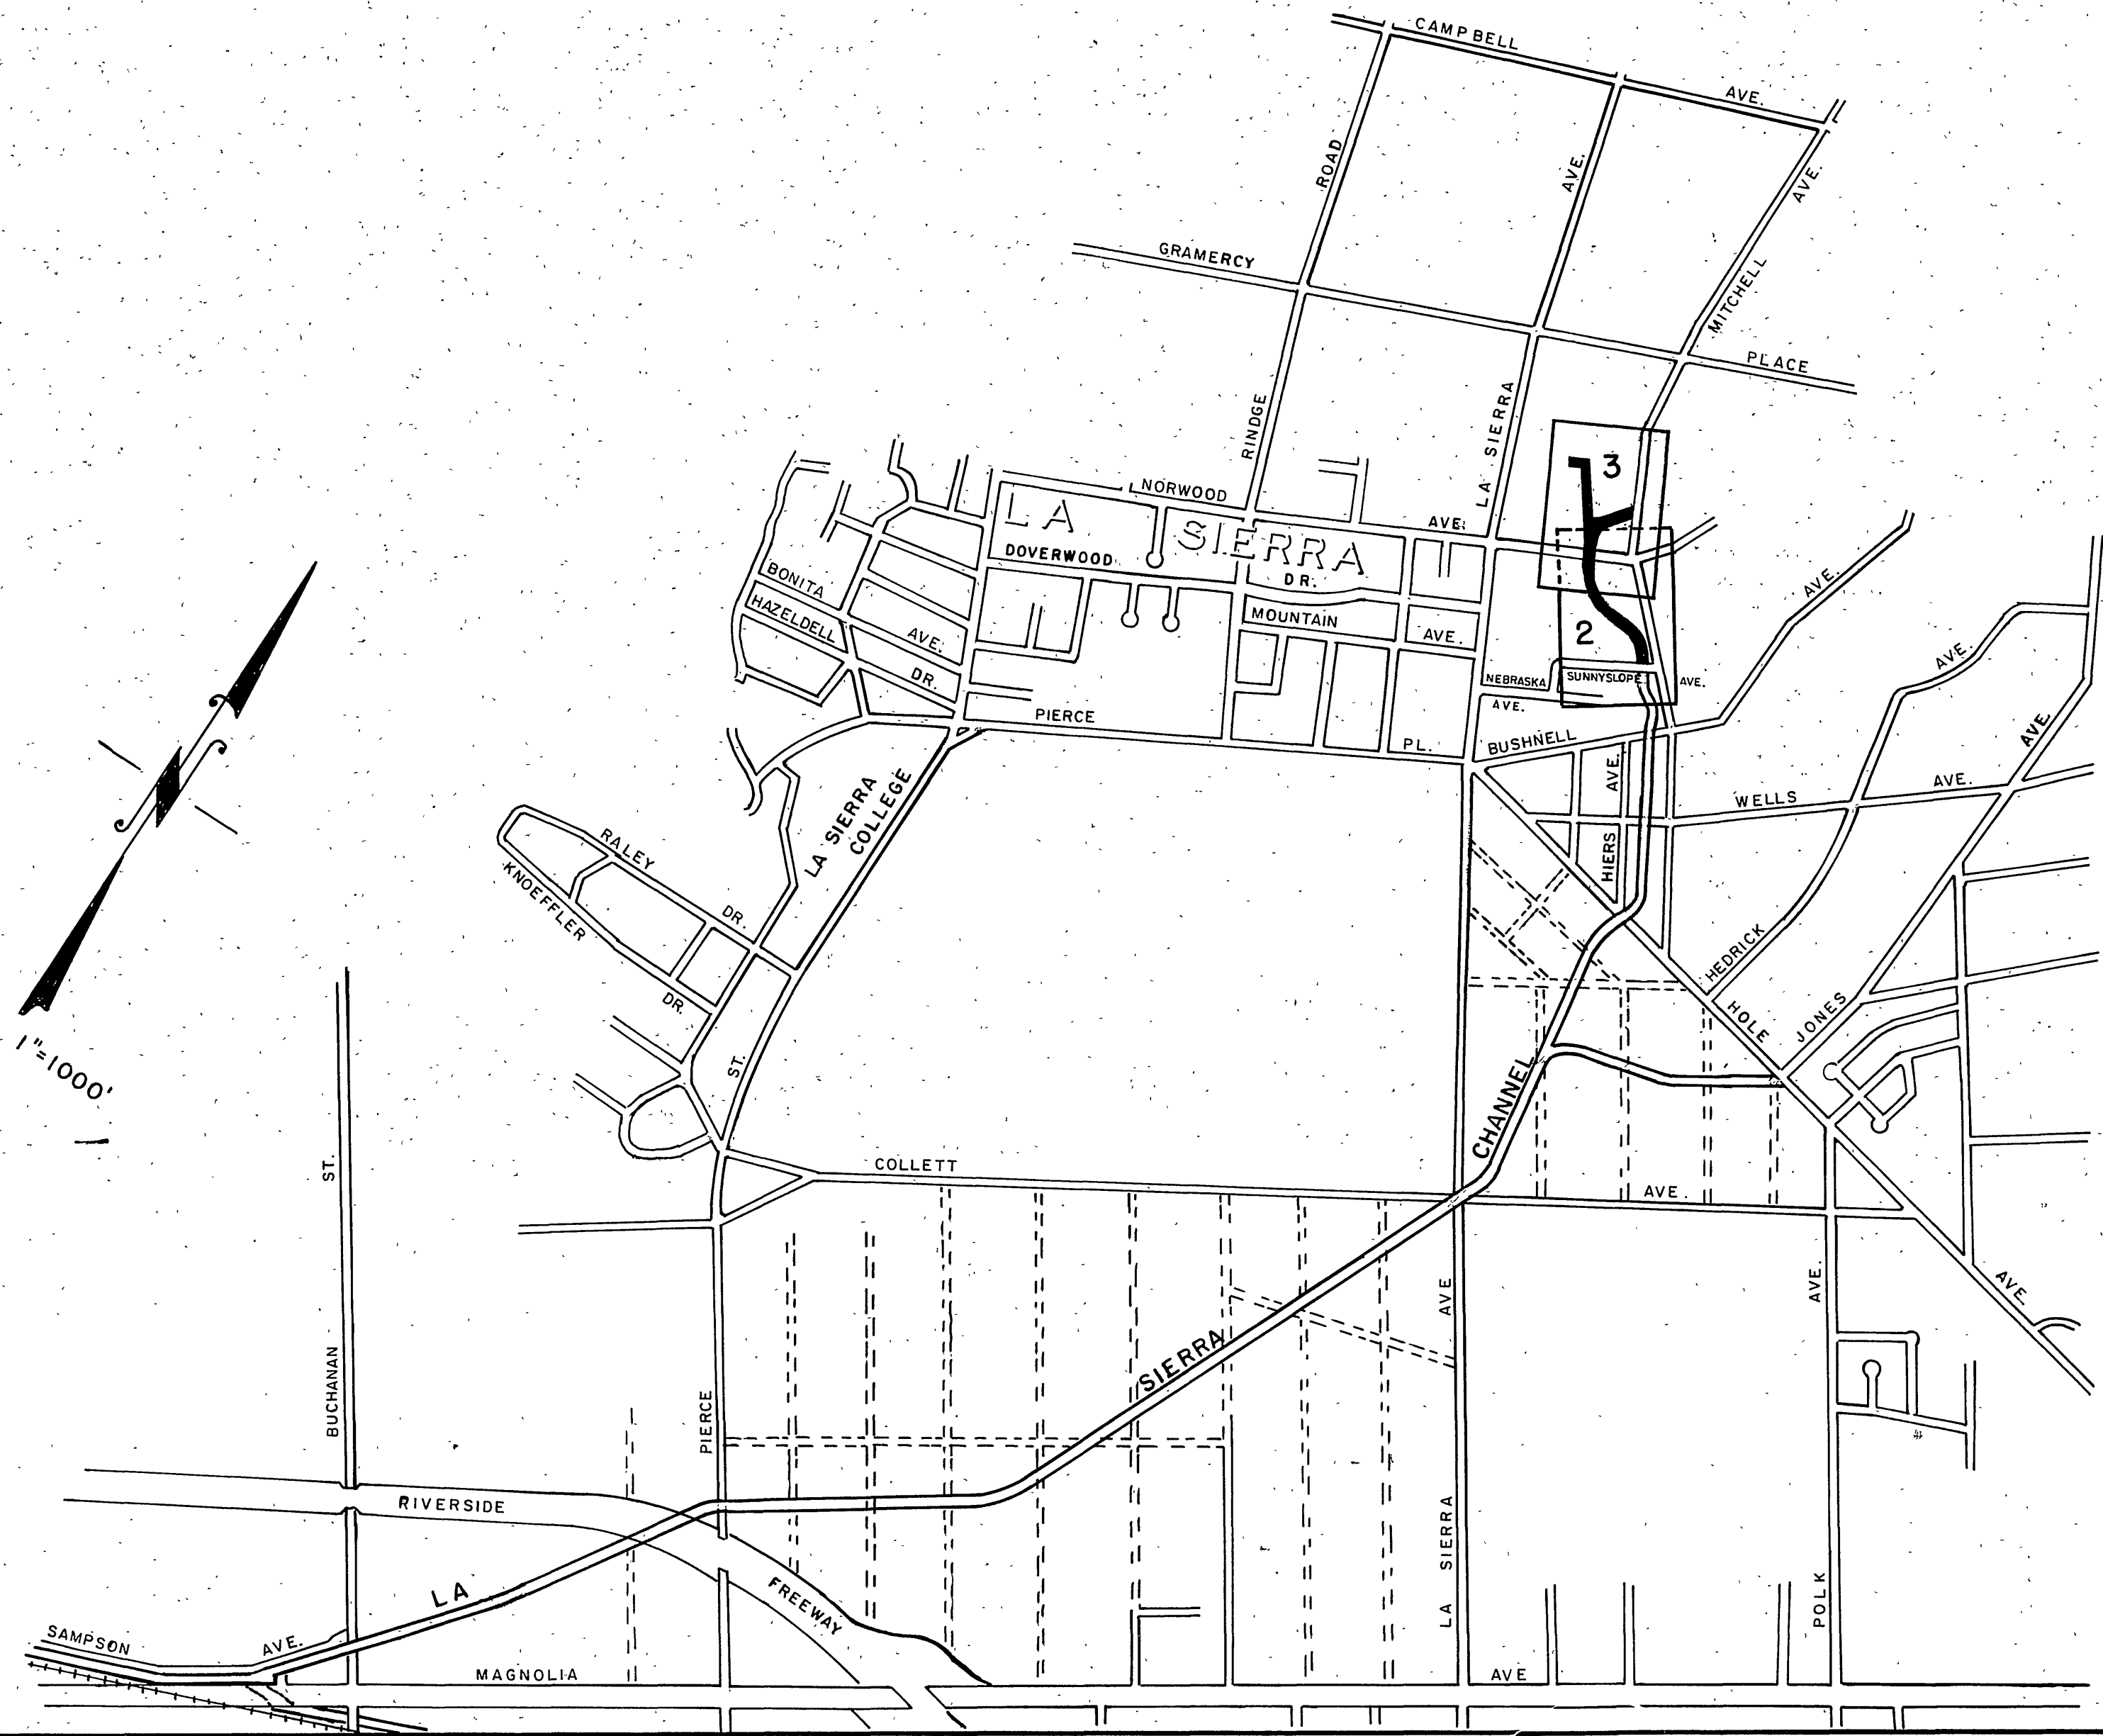 CAMPBELL
AVE.
ROAD
AVE.
AVE.
GRAMERCY
MITCHELL
PLACE
RINDGE
LA SIERRA
3
NORWOOD
AVE.
LA SIERRA
DOVERWOOD
DR.
BONITA
AVE.
HAZELDELL
DR.
MOUNTAIN
AVE.
2
AVE.
AVE.
NEBRASKA
AVE.
SUNNYSLOPE
AVE.
PIERCE
PL.
BUSHNELL
AVE.
AVE.
HIERS
WELLS
AVE.
LA SIERRA
COLLEGE
RALEY
DR.
KNOEFFLER
DR.
HEDRICK
HOLE
JONES
1"=1000'
ST.
CHANNEL
ST.
COLLETT
AVE.
AVE
AVE.
AVE.
SIERRA
BUCHANAN
PIERCE
RIVERSIDE
LA SIERRA
LA
FREEWAY
POLK
SAMPSON
AVE.
MAGNOLIA
AVE